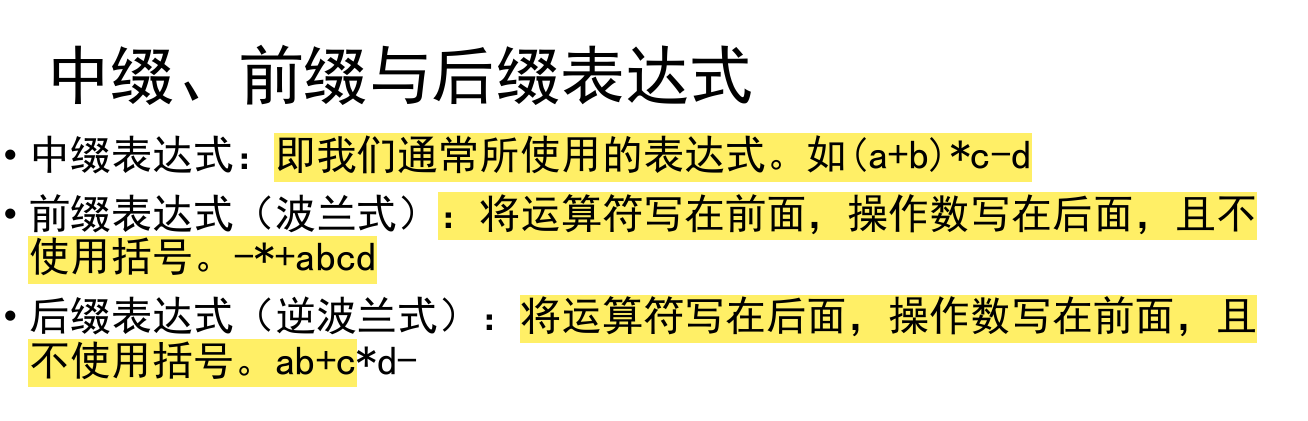 中缀、前缀与后缀表达式
• 中缀表达式：即我们通常所使用的表达式。如(a+b)*c-d
• 前缀表达式（波兰式）：将运算符写在前面，操作数写在后面，且不
使用括号。-*+abcd
• 后缀表达式（逆波兰式）：将运算符写在后面，操作数写在前面，且
不使用括号。ab+c*d-